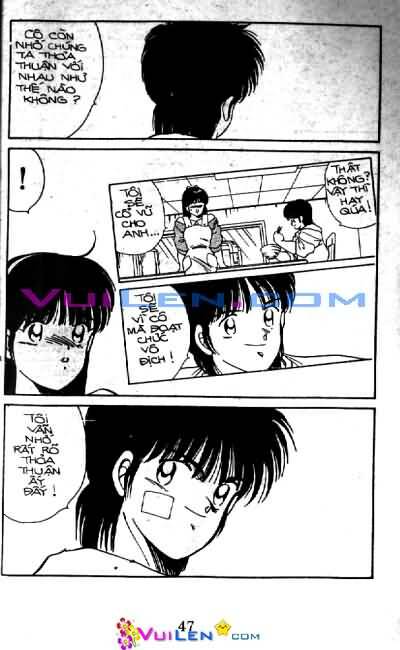 CÔ CÒN
NHỚ CHÚNG
TA THỎA
THUẬN VỚI
NHAU NHƯ
THẾ NÀO
KHÔNG ?
!
TÔI
SẼ
CỔ VŨ
CHO
ANH...
THẬT
KHÔNG?
VẬY THÌ
HAY
QUÁ!
TÔI
SẼ
VÌ CÔ
MÀ ĐOẠT
CHỨC
VÔ
ĐỊCH !
VUILEN.COM
TÔI
VẪN
NHỚ
RẤT RÕ
THỎA
THUẬN
ẤY
ĐẤY !
47
VUILEN.COM